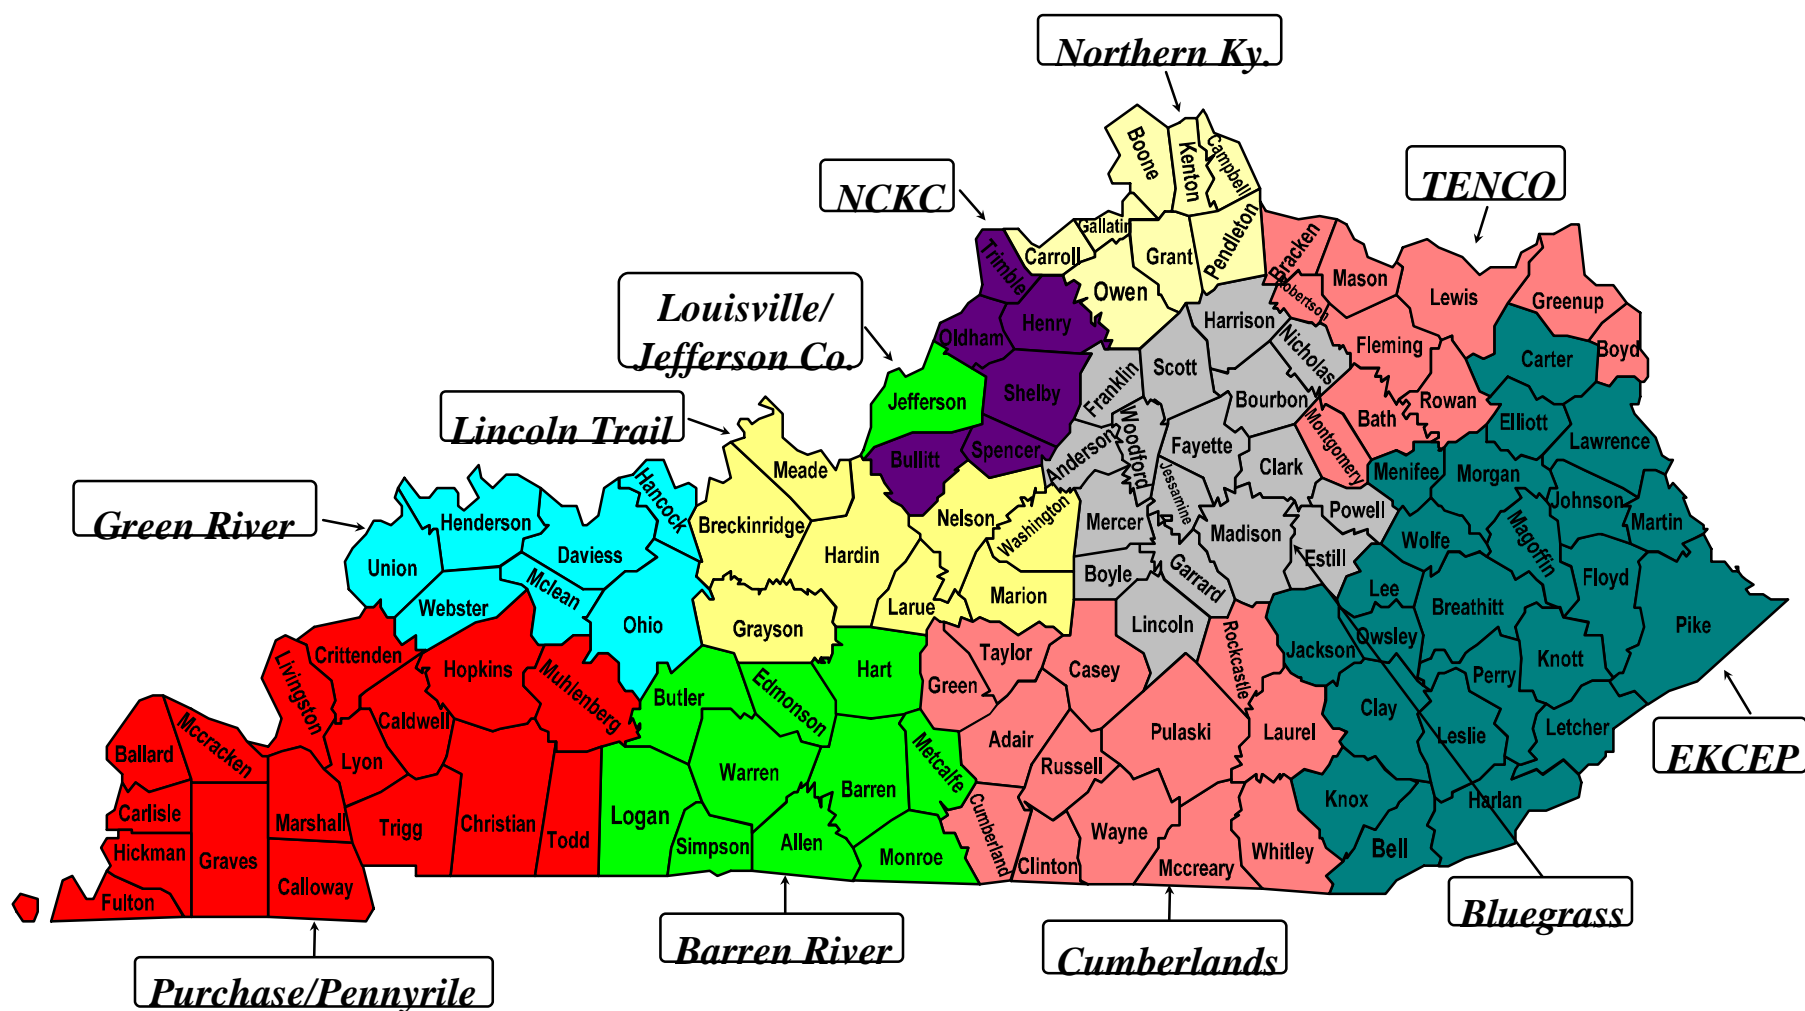 Northern Ky.
NCKC
TENCO
Louisville/
Jefferson Co.
Lincoln Trail
Green River
EKCEP
Bluegrass
Cumberlands
Barren River
Purchase/Pennyrile
Boone
Kenton
Campbell
Gallatin
Carroll
Grant
Pendleton
Owen
Trimble
Henry
Oldham
Shelby
Spencer
Bullitt
Jefferson
Bracken
Robertson
Mason
Lewis
Greenup
Boyd
Fleming
Rowan
Bath
Montgomery
Harrison
Nicholas
Scott
Franklin
Bourbon
Woodford
Fayette
Anderson
Clark
Jessamine
Mercer
Madison
Powell
Estill
Boyle
Garrard
Lincoln
Carter
Elliott
Lawrence
Menifee
Morgan
Johnson
Martin
Magoffin
Wolfe
Floyd
Lee
Breathitt
Pike
Owsley
Jackson
Perry
Knott
Clay
Leslie
Letcher
Knox
Harlan
Bell
Meade
Breckinridge
Hardin
Nelson
Washington
Larue
Marion
Grayson
Hancock
Henderson
Daviess
Union
Mclean
Webster
Ohio
Hart
Butler
Edmonson
Metcalfe
Warren
Barren
Logan
Simpson
Allen
Monroe
Taylor
Green
Casey
Rockcastle
Adair
Pulaski
Laurel
Russell
Cumberland
Clinton
Wayne
Mccreary
Whitley
Crittenden
Livingston
Hopkins
Muhlenberg
Caldwell
Lyon
Mccracken
Ballard
Carlisle
Hickman
Graves
Marshall
Fulton
Calloway
Trigg
Christian
Todd